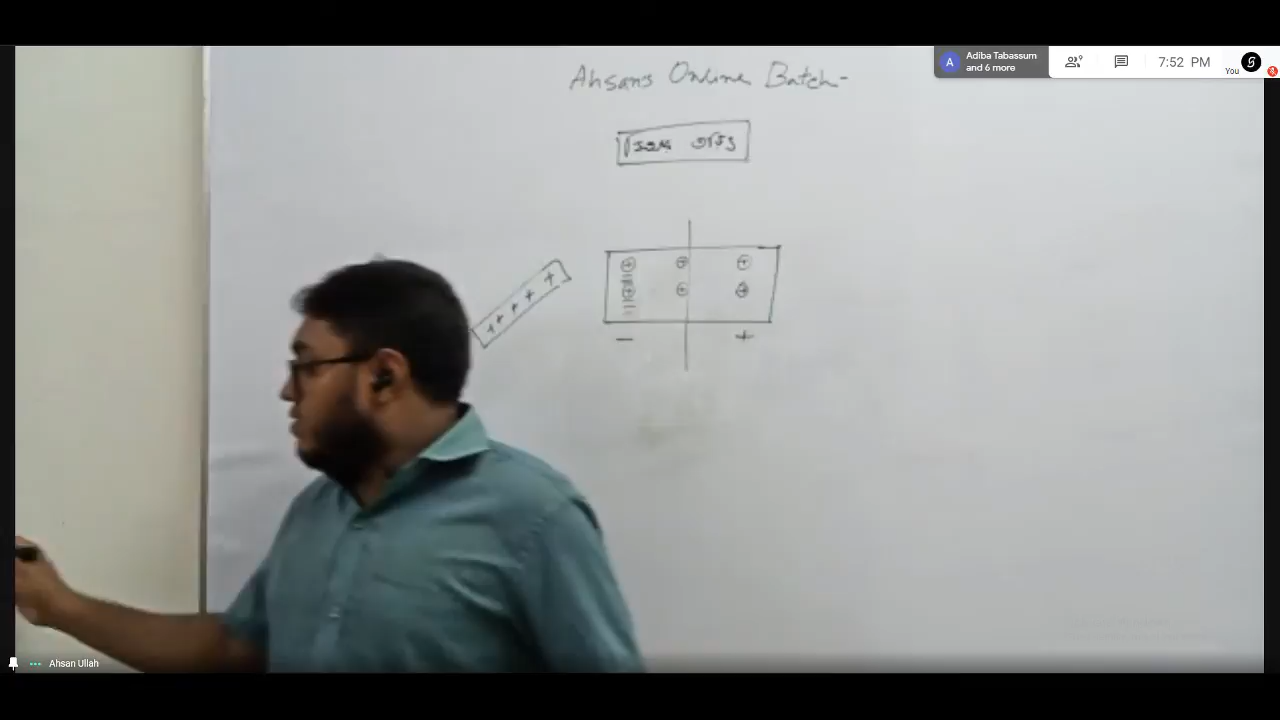 Adiba Tabassum
and 6 more
7:52 PM
You
Ahsans Online Batch-
+ + + + +
+ + +
+ + +
- +
Ahsan Ullah